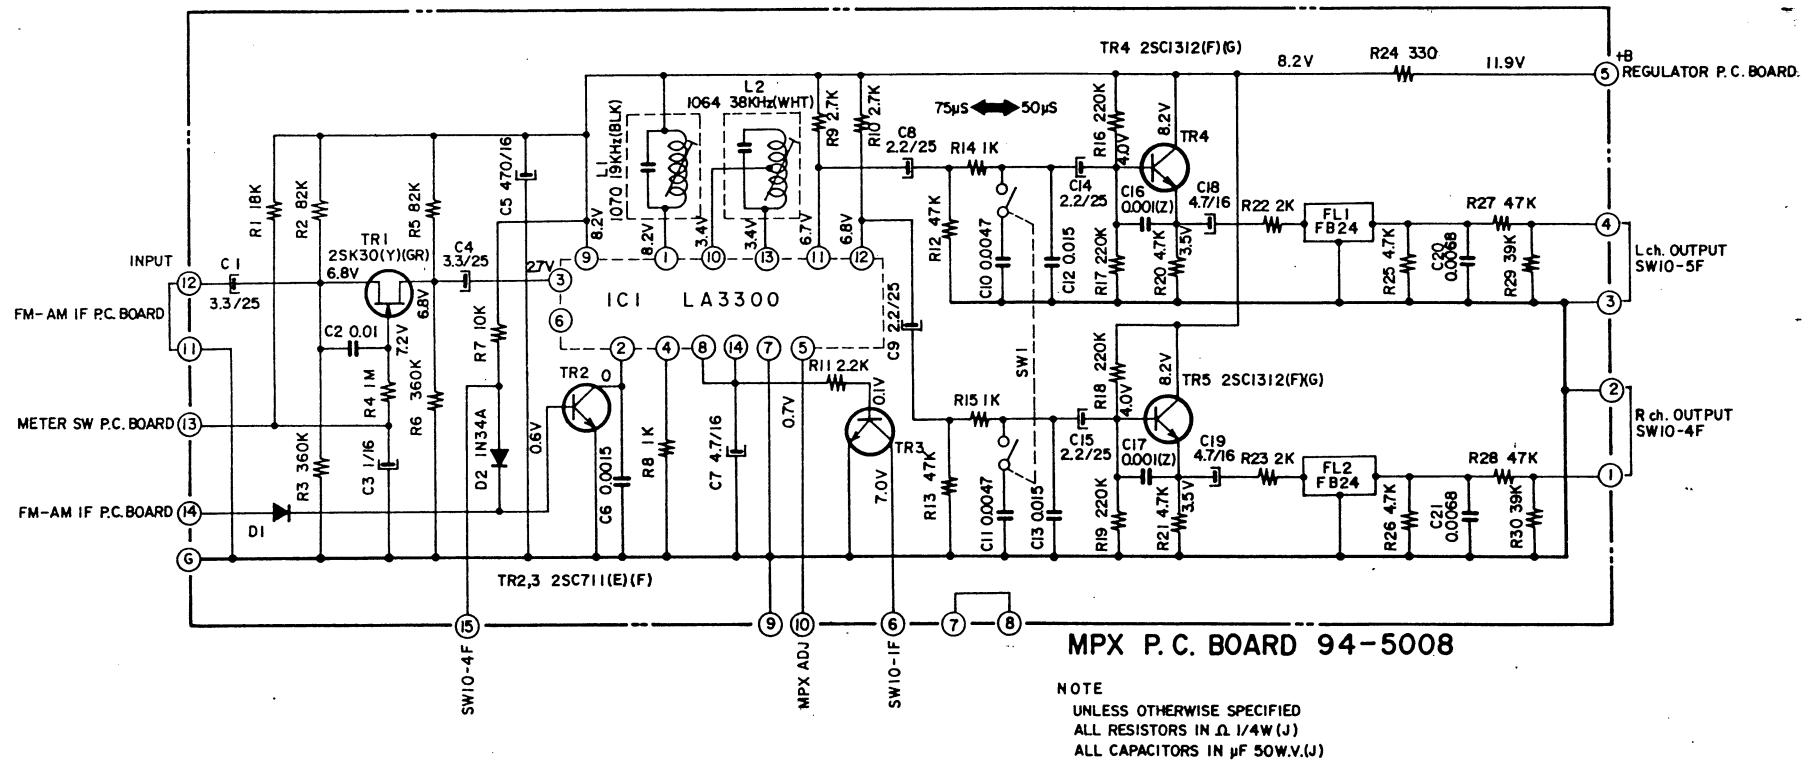 TR4 2SC1312(F)(G)
R24 330
+B
8.2V
11.9V
5
REGULATOR P.C. BOARD.
L2
1064 38KHz(WHT)
L1
1070 19KHz(BLK)
R9 2.7K
R10 2.7K
75µS
50µS
R16 220K
8.2V
TR4
4.0V
C8
2.2/25
R14 1K
C14
2.2/25
C16
0.001(Z)
C18
4.7/16
R22 2K
FL1
FB24
R27 47K
4
L ch. OUTPUT
SW10-5F
3
R1 18K
R2 82K
R5 82K
C5 470/16
8.2V
8.2V
3.4V
3.4V
6.7V
6.8V
R12 47K
C10 0.0047
C12 0.015
R17 220K
R20 4.7K
3.5V
R25 4.7K
C20
0.0068
R29 39K
INPUT
12
C1
3.3/25
TR1
2SK30(Y)(GR)
6.8V
6.8V
C4
3.3/25
2.7V
3
9
1
10
13
11
12
IC1 LA3300
6
2
4
8
14
7
5
FM-AM IF P.C. BOARD
11
C2 0.01
7.2V
R4 1M
R6 360K
R7 10K
C9 2.2/25
SW1
TR2
0
R11 2.2K
0.1V
0.7V
R18 220K
8.2V
4.0V
TR5 2SC1312(F)(G)
2
R ch. OUTPUT
SW10-4F
1
METER SW P.C. BOARD
13
R3 360K
C3 1/16
D2 1N34A
0.6V
C6 0.0015
R8 1K
C7 4.7/16
TR3
7.0V
R13 47K
R15 1K
C11 0.0047
C13 0.015
C15
2.2/25
C17
0.001(Z)
C19
4.7/16
R23 2K
FL2
FB24
R28 47K
R19 220K
R21 4.7K
3.5V
R26 4.7K
C21
0.0068
R30 39K
FM-AM IF P.C. BOARD
14
D1
G
TR2,3 2SC711(E)(F)
15
9
10
6
7
8
SW10-4F
MPX ADJ
SW10-1F
MPX P.C. BOARD 94-5008
NOTE
UNLESS OTHERWISE SPECIFIED
ALL RESISTORS IN Ω 1/4W (J)
ALL CAPACITORS IN µF 50W.V.(J)